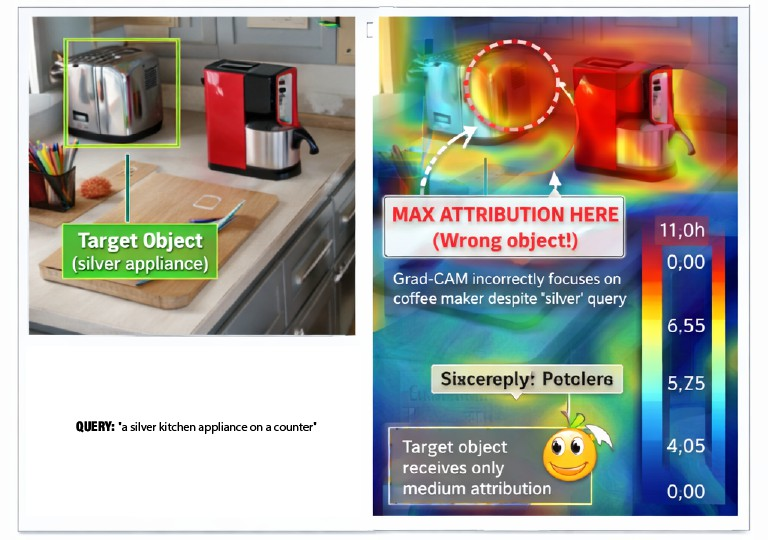 Target Object
(silver appliance)
QUERY: "a silver kitchen appliance on a counter"
MAX ATTRIBUTION HERE
(Wrong object!)
Grad-CAM incorrectly focuses on
coffee maker despite "silver" query
11,0h
0,00
6,55
5,75
4,05
0,00
Sixcereply: Potclera
Target object
receives only
medium attribution